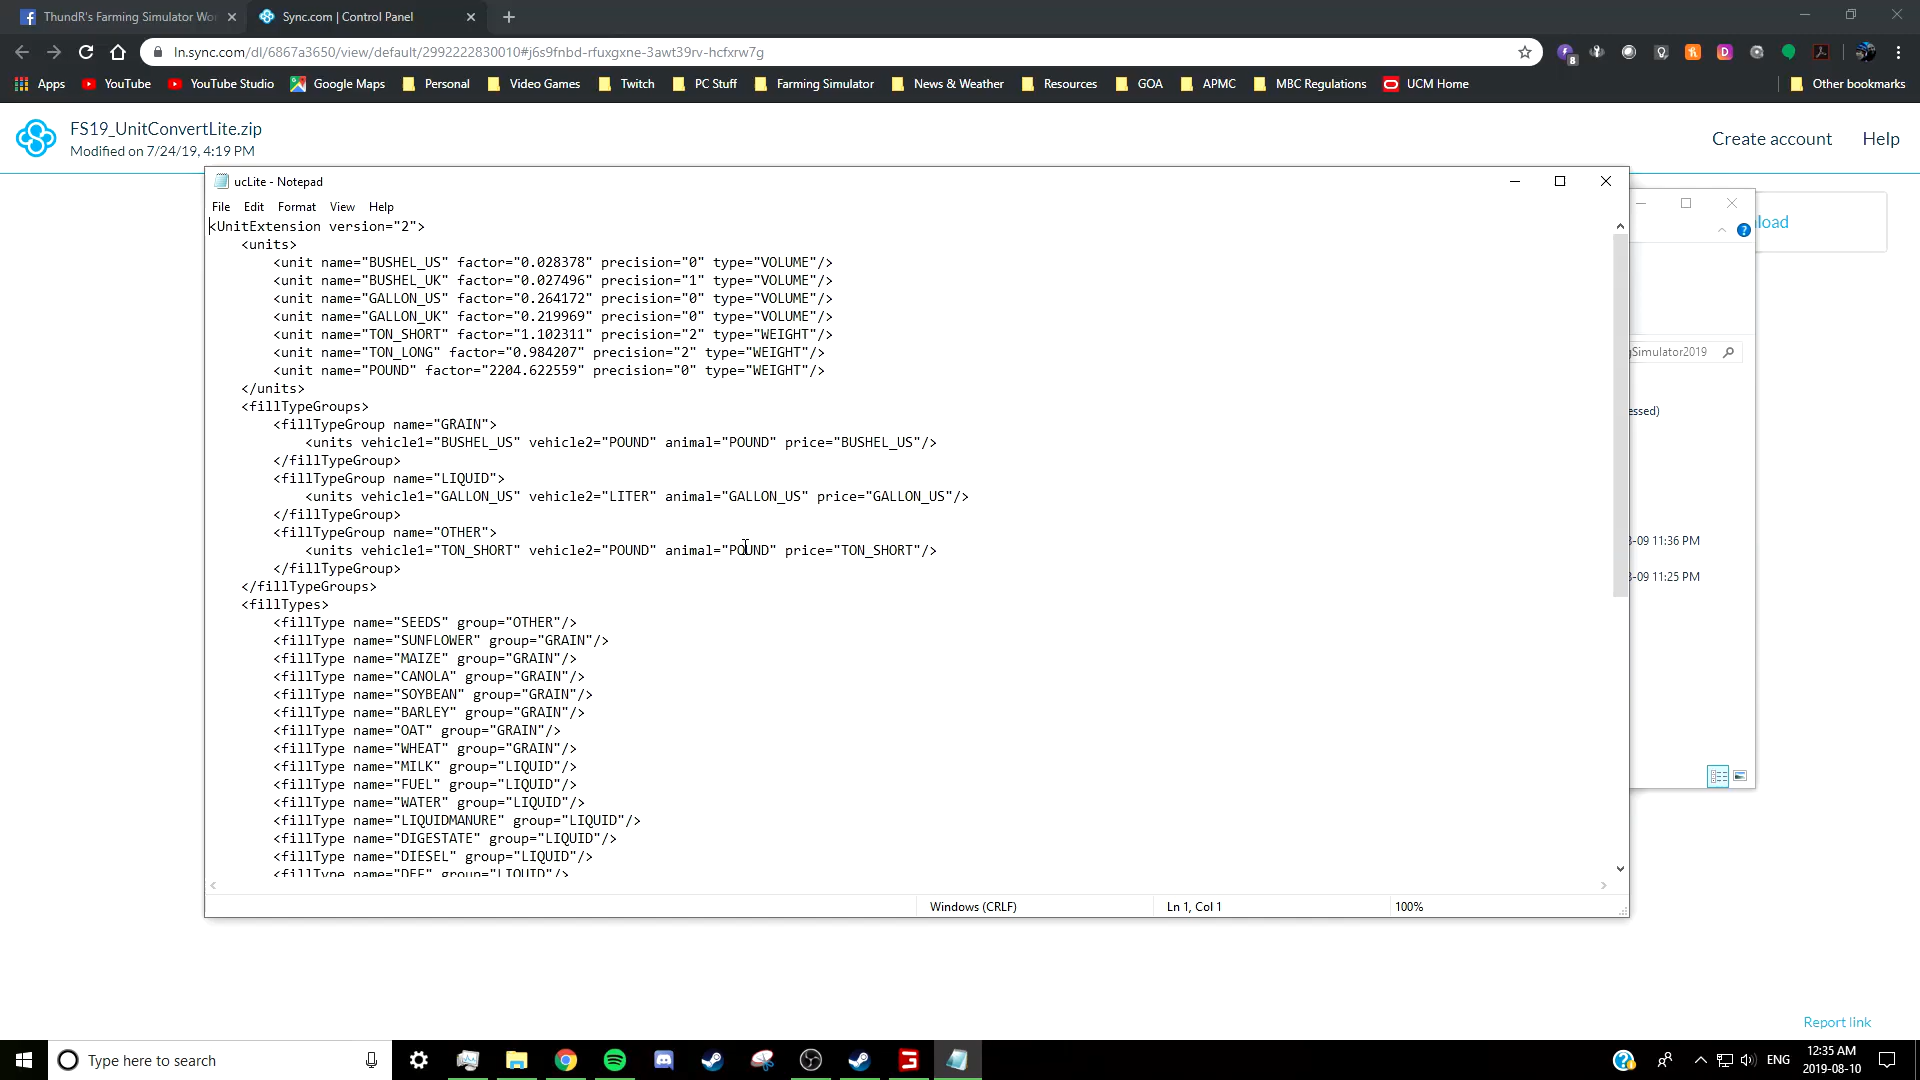 ThundR's Farming Simulator Wo
Sync.com | Control Panel
ln.sync.com/dl/6867a3650/view/default/2992222830010#j6s9fnbd-rfuxgxne-3awt39rv-hcfxrw7g
8
Apps
YouTube
YouTube Studio
Google Maps
Personal
Video Games
Twitch
PC Stuff
Farming Simulator
News & Weather
Resources
GOA
APMC
MBC Regulations
UCM Home
Other bookmarks
FS19_UnitConvertLite.zip
Modified on 7/24/19, 4:19 PM
Create account
Help
ucLite - Notepad
File Edit Format View Help
<UnitExtension version="2">
<units>
<unit name="BUSHEL_US" factor="0.028378" precision="0" type="VOLUME"/>
<unit name="BUSHEL_UK" factor="0.027496" precision="1" type="VOLUME"/>
<unit name="GALLON_US" factor="0.264172" precision="0" type="VOLUME"/>
<unit name="GALLON_UK" factor="0.219969" precision="0" type="VOLUME"/>
<unit name="TON_SHORT" factor="1.102311" precision="2" type="WEIGHT"/>
<unit name="TON_LONG" factor="0.984207" precision="2" type="WEIGHT"/>
<unit name="POUND" factor="2204.622559" precision="0" type="WEIGHT"/>
</units>
<fillTypeGroups>
<fillTypeGroup name="GRAIN">
<units vehicle1="BUSHEL_US" vehicle2="POUND" animal="POUND" price="BUSHEL_US"/>
</fillTypeGroup>
<fillTypeGroup name="LIQUID">
<units vehicle1="GALLON_US" vehicle2="LITER" animal="GALLON_US" price="GALLON_US"/>
</fillTypeGroup>
<fillTypeGroup name="OTHER">
<units vehicle1="TON_SHORT" vehicle2="POUND" animal="POUND" price="TON_SHORT"/>
</fillTypeGroup>
</fillTypeGroups>
<fillTypes>
<fillType name="SEEDS" group="OTHER"/>
<fillType name="SUNFLOWER" group="GRAIN"/>
<fillType name="MAIZE" group="GRAIN"/>
<fillType name="CANOLA" group="GRAIN"/>
<fillType name="SOYBEAN" group="GRAIN"/>
<fillType name="BARLEY" group="GRAIN"/>
<fillType name="OAT" group="GRAIN"/>
<fillType name="WHEAT" group="GRAIN"/>
<fillType name="MILK" group="LIQUID"/>
<fillType name="FUEL" group="LIQUID"/>
<fillType name="WATER" group="LIQUID"/>
<fillType name="LIQUIDMANURE" group="LIQUID"/>
<fillType name="DIGESTATE" group="LIQUID"/>
<fillType name="DIESEL" group="LIQUID"/>
<fillType name="DEF" group="LIQUID"/>
Windows (CRLF)
Ln 1, Col 1
100%
load
gSimulator2019
essed)
8-09 11:36 PM
8-09 11:25 PM
Report link
Type here to search
ENG
12:35 AM
2019-08-10